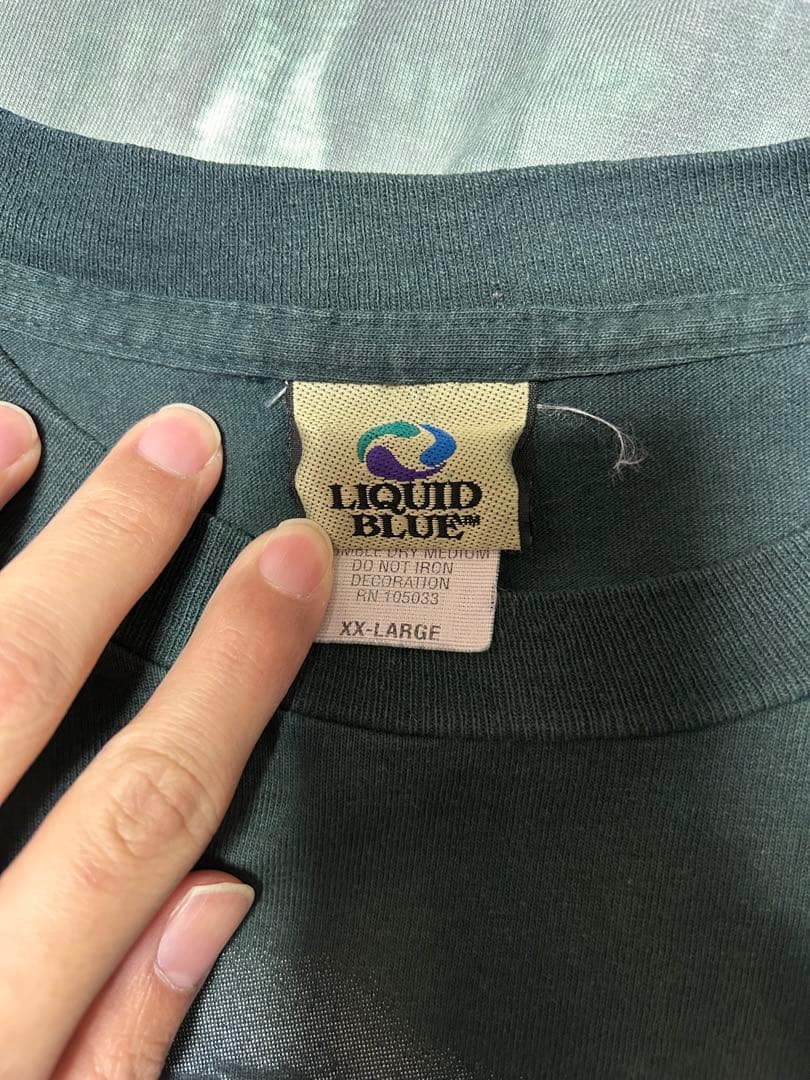 LIQUID
BLUE™
DRY MEDIUM
DO NOT IRON
DECORATION
RN 105033
XX-LARGE